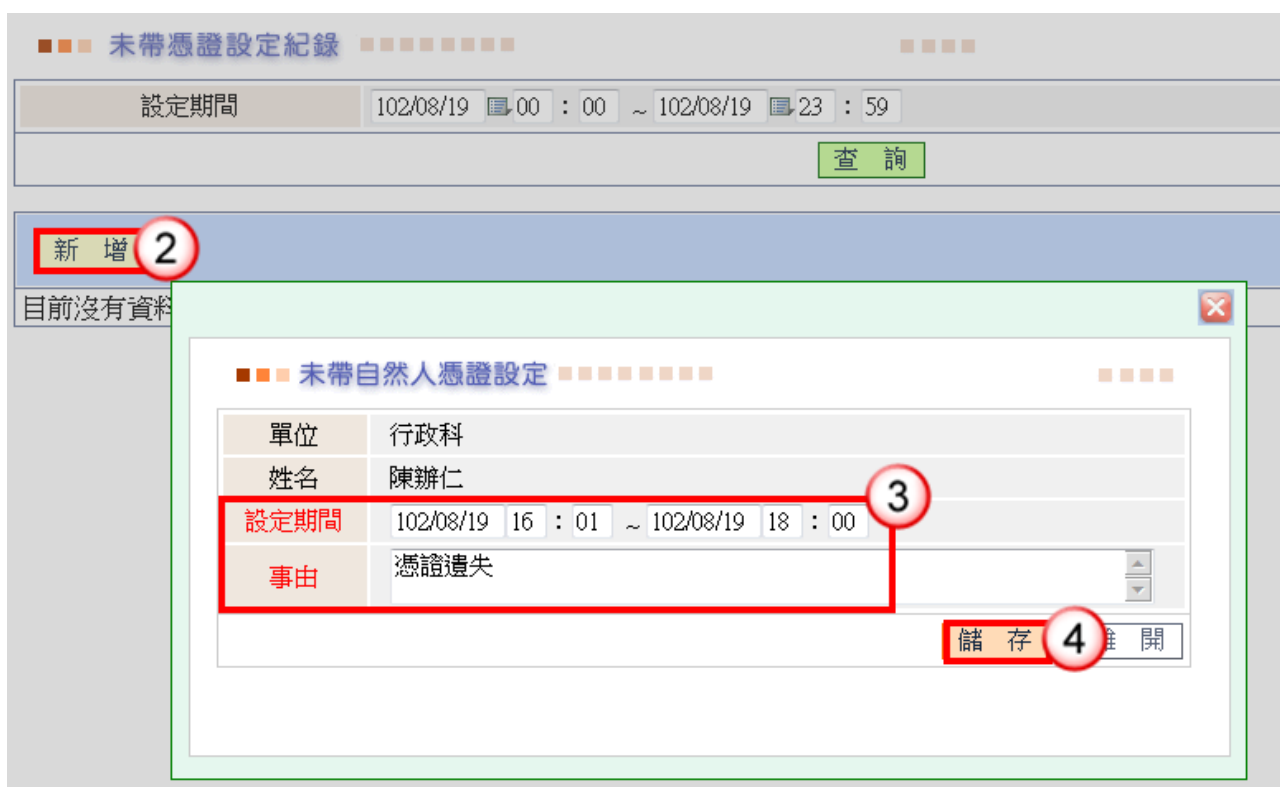 未帶憑證設定紀錄
設定期間 102/08/19 00 : 00 ~ 102/08/19 23 : 59
查 詢
新 增 2
目前沒有資料
未帶自然人憑證設定
單位 行政科
姓名 陳辦仁
3
設定期間 102/08/19 16 : 01 ~ 102/08/19 18 : 00
事由 憑證遺失
儲 存 4 離 開